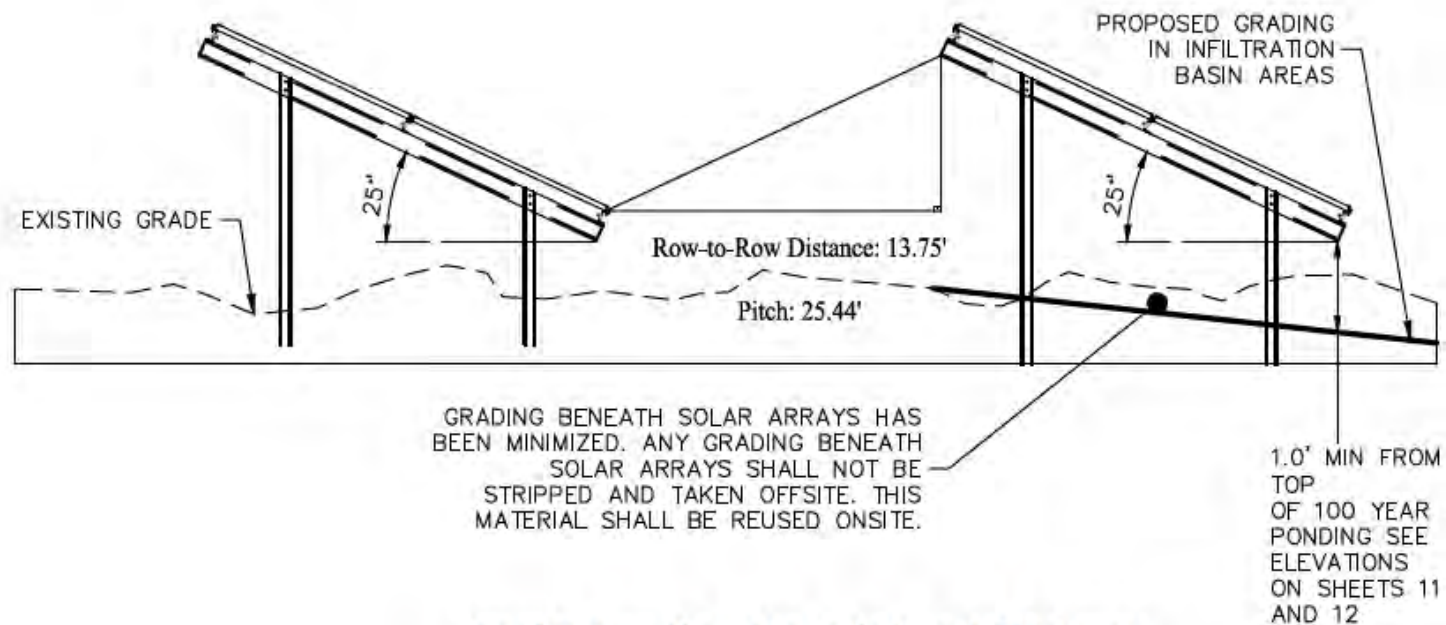 PROPOSED GRADING
IN INFILTRATION
BASIN AREAS
25°
25°
EXISTING GRADE
Row-to-Row Distance: 13.75'
Pitch: 25.44'
GRADING BENEATH SOLAR ARRAYS HAS
BEEN MINIMIZED. ANY GRADING BENEATH
SOLAR ARRAYS SHALL NOT BE
STRIPPED AND TAKEN OFFSITE. THIS
MATERIAL SHALL BE REUSED ONSITE.
1.0' MIN FROM
TOP
OF 100 YEAR
PONDING SEE
ELEVATIONS
ON SHEETS 11
AND 12